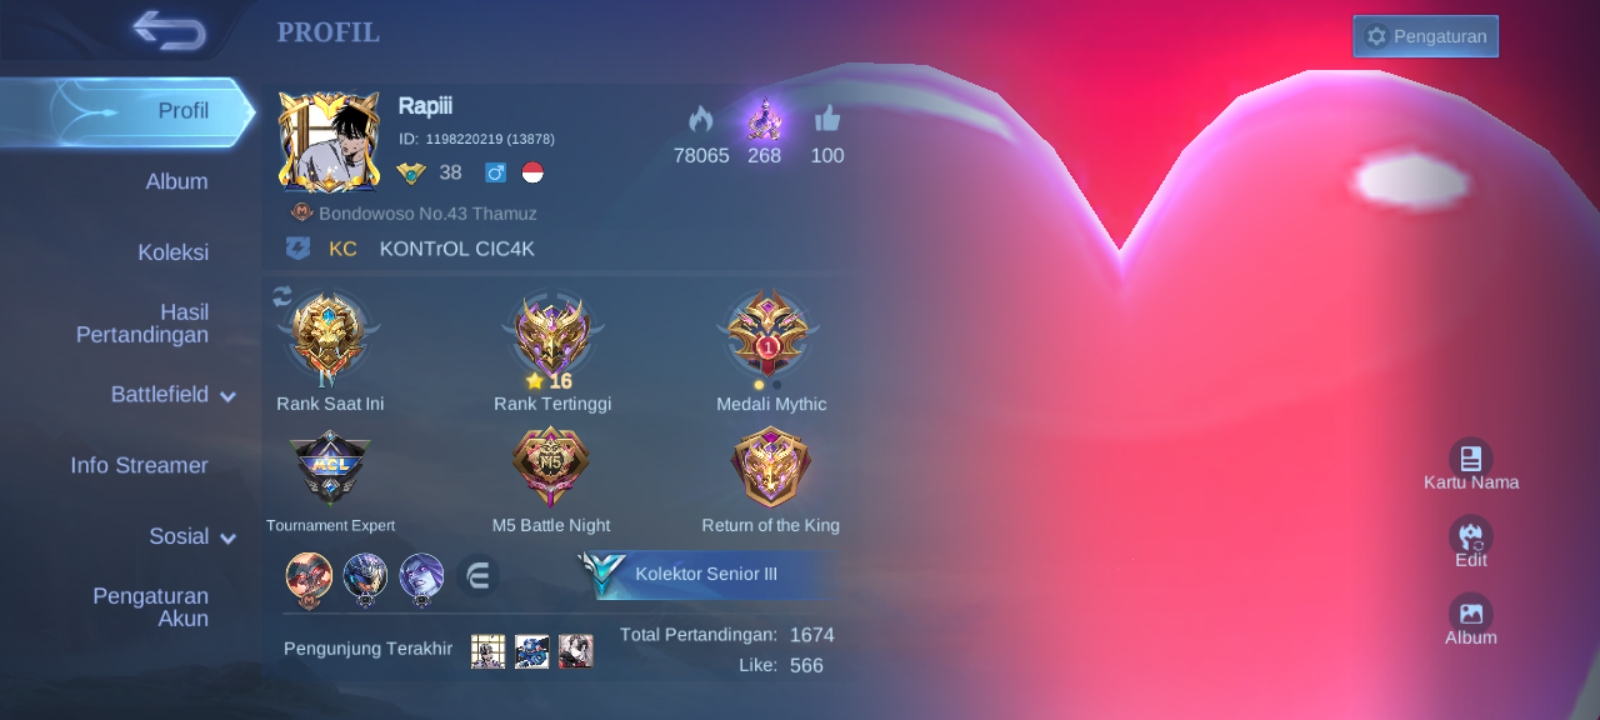 PROFIL
Pengaturan
Profil
Album
Koleksi
Hasil
Pertandingan
Battlefield
Info Streamer
Sosial
Pengaturan
Akun
Rapiii
ID: 1198220219 (13878)
38
78065 268 100
Bondowoso No.43 Thamuz
KC KONTrOL CIC4K
IV
Rank Saat Ini
16
Rank Tertinggi
1
Medali Mythic
MCL
Tournament Expert
M5
M5 Battle Night
Return of the King
Kolektor Senior III
Pengunjung Terakhir
Total Pertandingan: 1674
Like: 566
Kartu Nama
Edit
Album